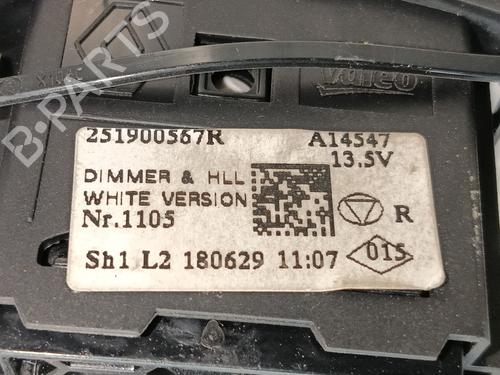 B-PARTS
Valeo
251900567R A14547
13.5V
DIMMER & HLL
WHITE VERSION
Nr.1105
R
Sh1 L2 180629 11:07
015